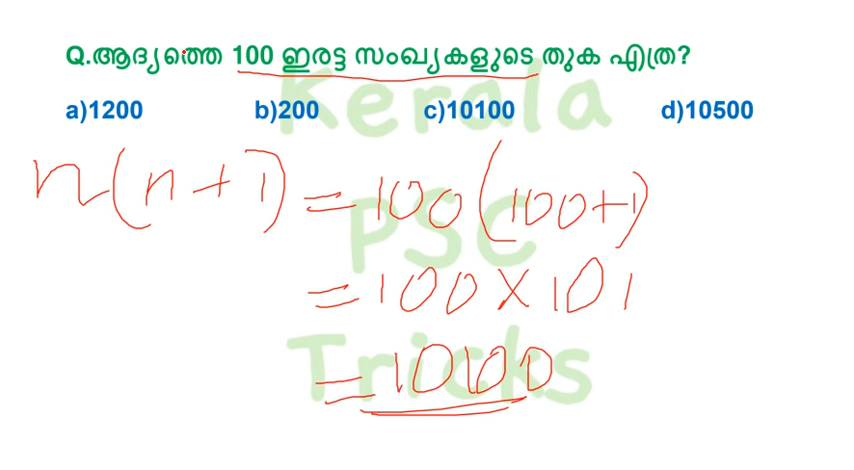 Q.ആദ്യത്തെ 100 ഇരട്ട സംഖ്യകളുടെ തുക എത്ര?
a)1200 b)200 c)10100 d)10500
n(n+1) = 100(100+1)
= 100 x 101
= 10100
Kerala
PSC
Tricks